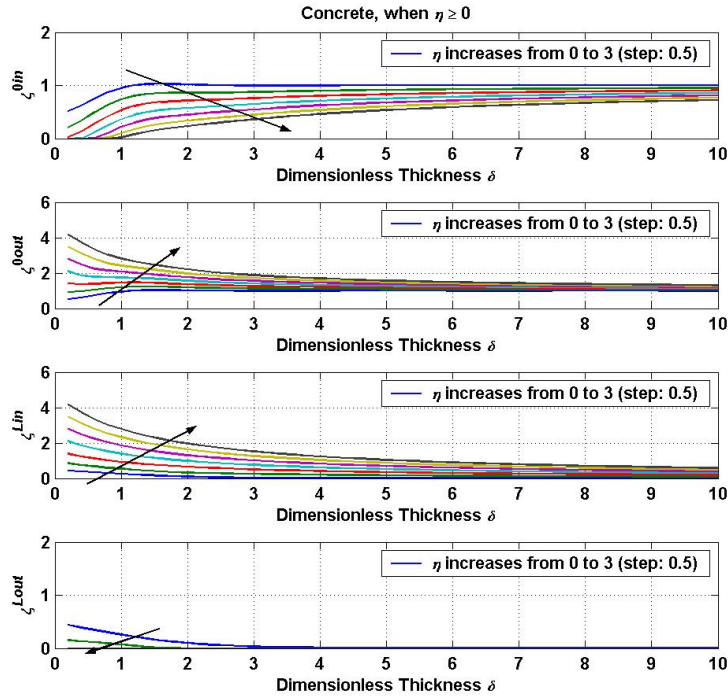 Concrete, when η ≥ 0
2
1
0
ζ^0in
η increases from 0 to 3 (step: 0.5)
0 1 2 3 4 5 6 7 8 9 10
Dimensionless Thickness δ
6
4
2
0
ζ^0out
η increases from 0 to 3 (step: 0.5)
0 1 2 3 4 5 6 7 8 9 10
Dimensionless Thickness δ
6
4
2
0
ζ^Lin
η increases from 0 to 3 (step: 0.5)
0 1 2 3 4 5 6 7 8 9 10
Dimensionless Thickness δ
2
1
0
ζ^Lout
η increases from 0 to 3 (step: 0.5)
0 1 2 3 4 5 6 7 8 9 10
Dimensionless Thickness δ